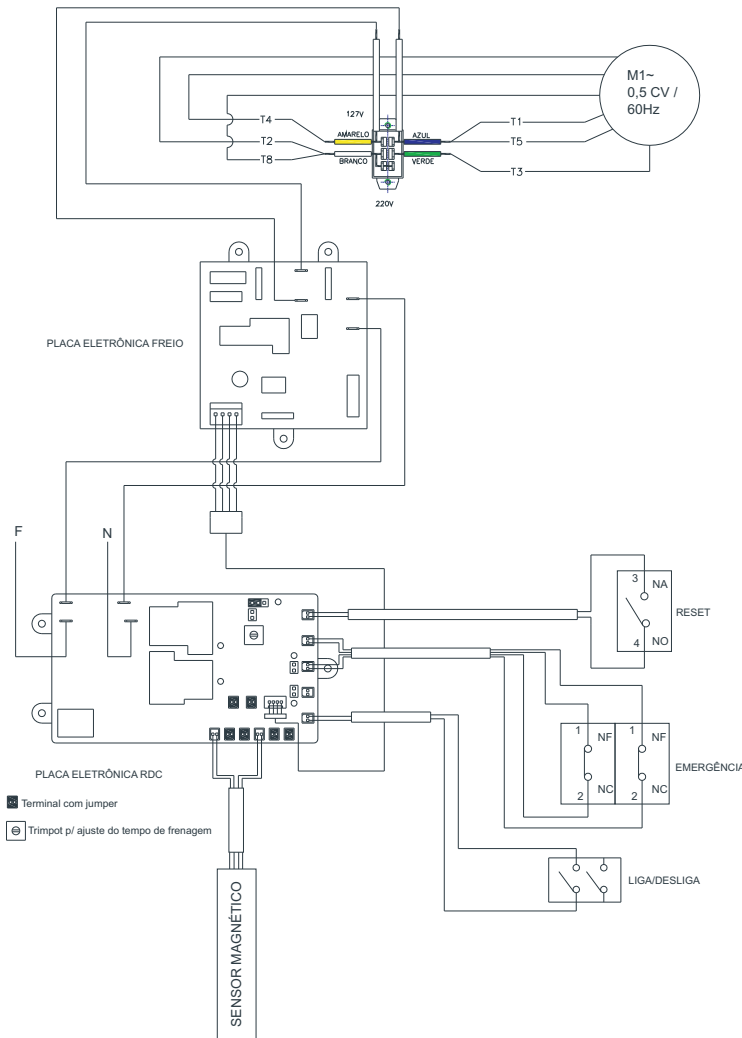 M1~
0,5 CV /
60Hz
127V
T4
AMARELO
AZUL
T1
T2
T5
T8
BRANCO
VERDE
T3
220V
PLACA ELETRÔNICA FREIO
F
N
3
NA
RESET
4
NO
1
NF
1
NF
EMERGÊNCIA
2
NC
2
NC
PLACA ELETRÔNICA RDC
Terminal com jumper
Trimpot p/ ajuste do tempo de frenagem
LIGA/DESLIGA
SENSOR MAGNÉTICO